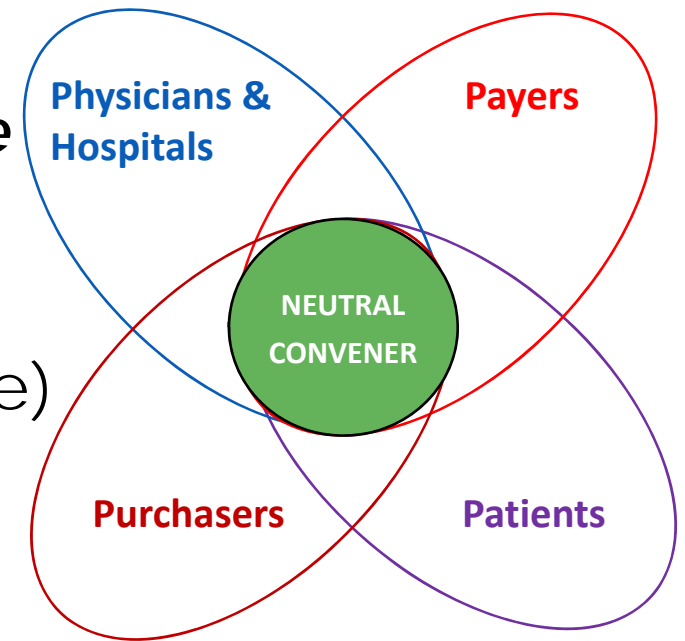 Physicians &
Hospitals
Payers
e
NEUTRAL
CONVENER
e)
Purchasers
Patients